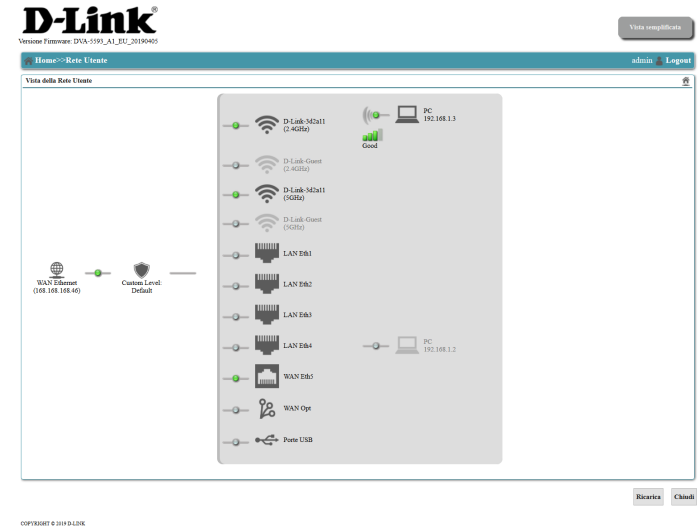 D-Link®
Versione Firmware: DVA-5593_A1_EU_20190405
Vista semplificata
Home>>Rete Utente
admin Logout
Vista della Rete Utente
D-Link-3d2a11
(2.4GHz)
PC
192.168.1.3
Good
D-Link-Guest
(2.4GHz)
D-Link-3d2a11
(5GHz)
D-Link-Guest
(5GHz)
LAN Eth1
WAN Ethernet
(168.168.168.46)
Custom Level:
Default
LAN Eth2
LAN Eth3
LAN Eth4
PC
192.168.1.2
WAN Eth5
WAN Opt
Porte USB
Ricarica
Chiudi
COPYRIGHT © 2019 D-LINK